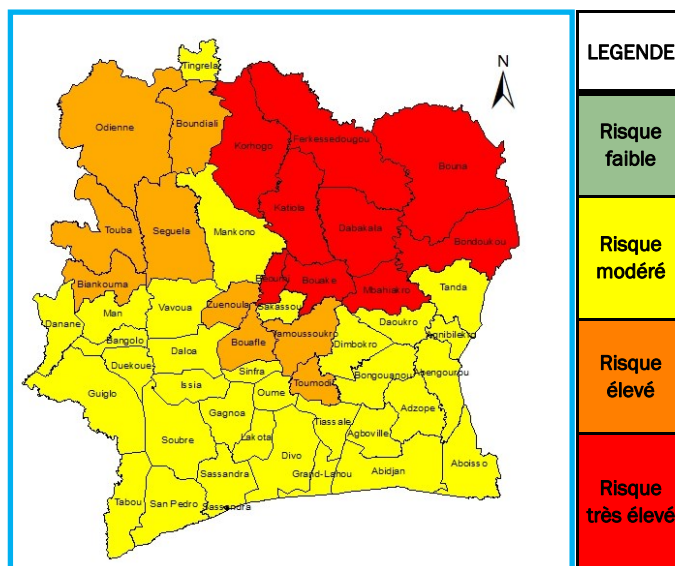 Tingrela
N
Odienne
Boundiali
Korhogo
Ferkessedougou
Bouna
Katiola
Dabakala
Touba
Seguela
Mankono
Bondoukou
Biankouma
Beoumi
Bouake
Mbahiakro
Tanda
Danane
Man
Vavoua
Zuenoula
Sakassou
Daoukro
Agnibilekro
Bangolo
Daloa
Bouafle
Yamoussoukro
Dimbokro
Duekoue
Sinfra
Bongouanou
Abengourou
Guiglo
Issia
Oume
Toumodi
Adzope
Gagnoa
Tiassale
Soubre
Lakota
Agboville
Divo
Aboisso
Sassandra
Grand-Lahou
Abidjan
Tabou
San Pedro
Sassandra
LEGENDE
Risque
faible
Risque
modéré
Risque
élevé
Risque
très élevé